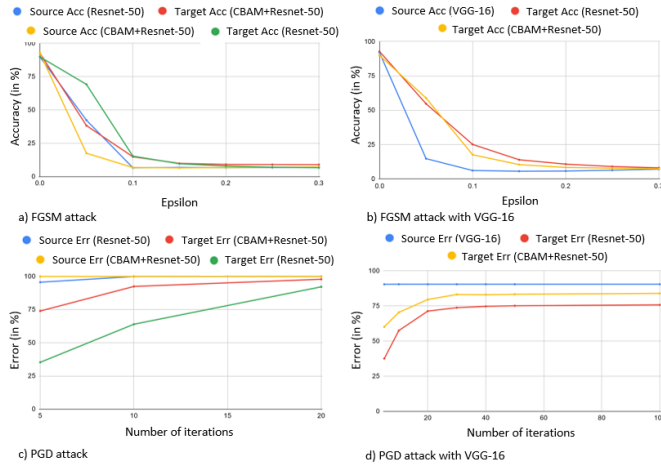 Source Acc (Resnet-50) Target Acc (CBAM+Resnet-50)
Source Acc (CBAM+Resnet-50) Target Acc (Resnet-50)
Accuracy (in %)
75
50
25
0
0.0 0.1 0.2 0.3
Epsilon
a) FGSM attack
Source Acc (VGG-16) Target Acc (Resnet-50)
Target Acc (CBAM+Resnet-50)
Accuracy (in %)
100
75
50
25
0
0.0 0.1 0.2
Epsilon
b) FGSM attack with VGG-16
Source Err (Resnet-50) Target Err (CBAM+Resnet-50)
Source Err (CBAM+Resnet-50) Target Err (Resnet-50)
Error (in %)
100
75
50
25
0
5 10 15 20
Number of iterations
c) PGD attack
Source Err (VGG-16) Target Err (Resnet-50)
Target Err (CBAM+Resnet-50)
Error (in %)
100
75
50
25
0
20 40 60 80
Number of iterations
d) PGD attack with VGG-16